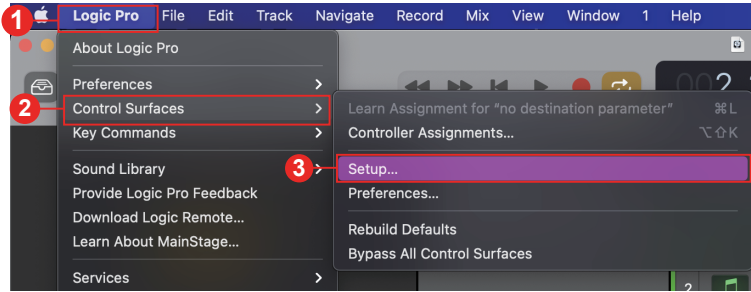 1 Logic Pro File Edit Track Navigate Record Mix View Window 1 Help
About Logic Pro
Preferences >
2 Control Surfaces >
Key Commands >
Sound Library >
Provide Logic Pro Feedback
Download Logic Remote...
Learn About MainStage...
Services >
002
Learn Assignment for “no destination parameter” ⌘L
Controller Assignments... ⌥⇧K
3 Setup...
Preferences...
Rebuild Defaults
Bypass All Control Surfaces
2